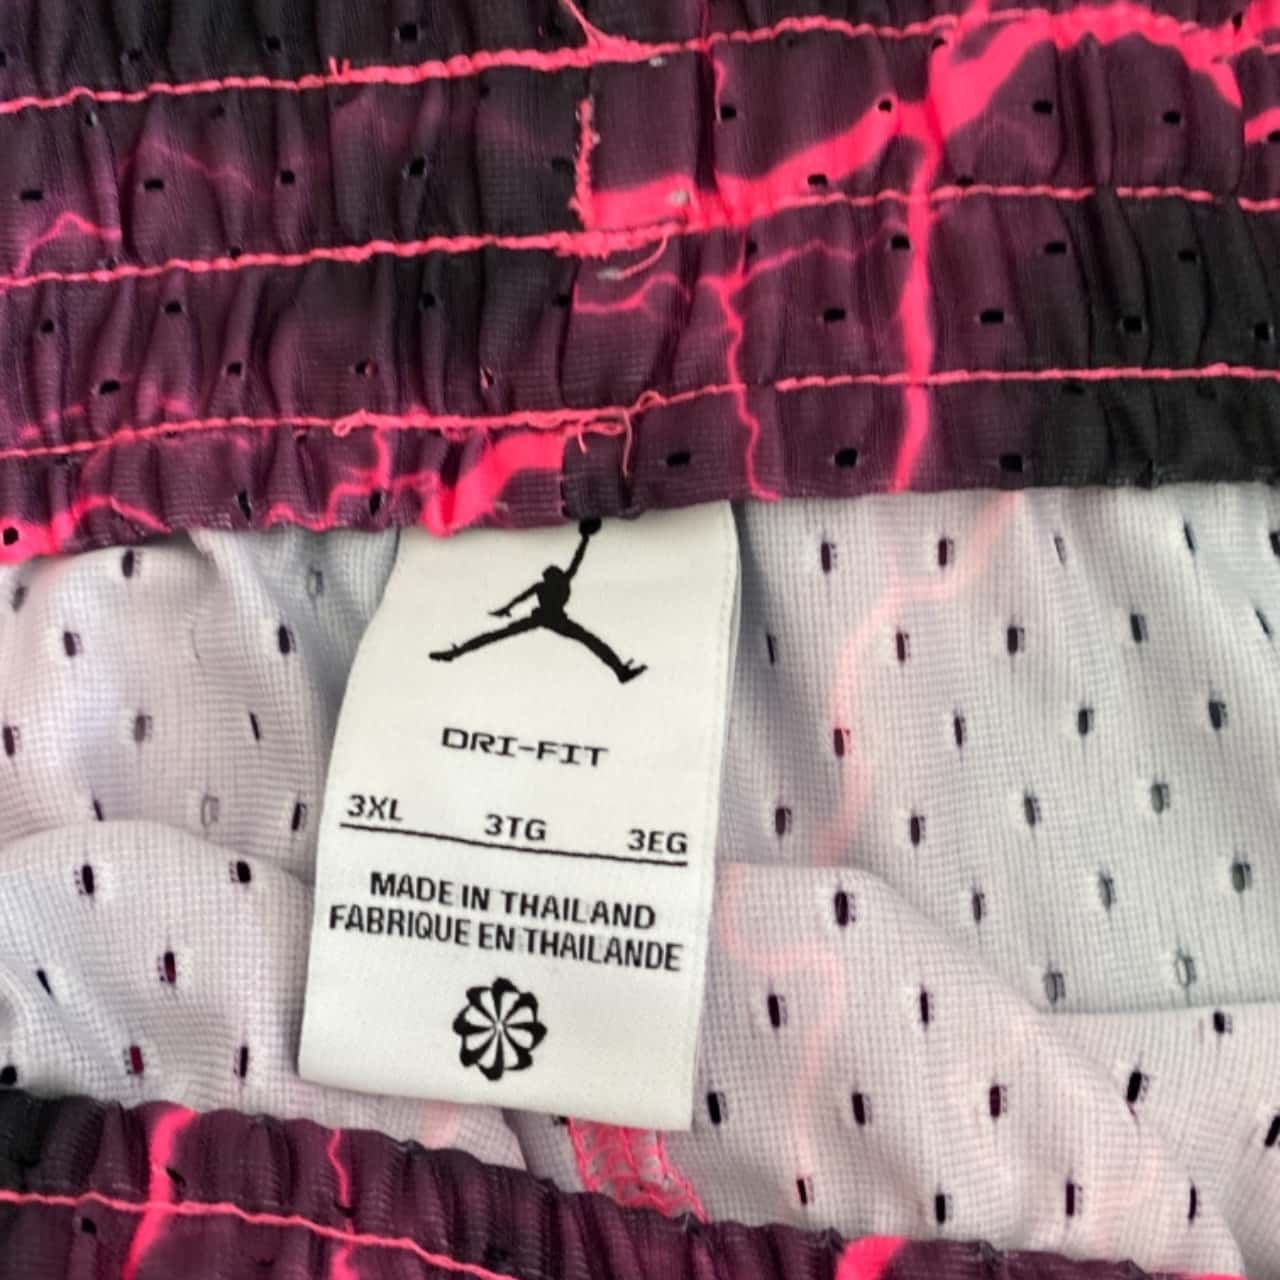 DRI-FIT
3XL 3TG 3EG
MADE IN THAILAND
FABRIQUE EN THAILANDE